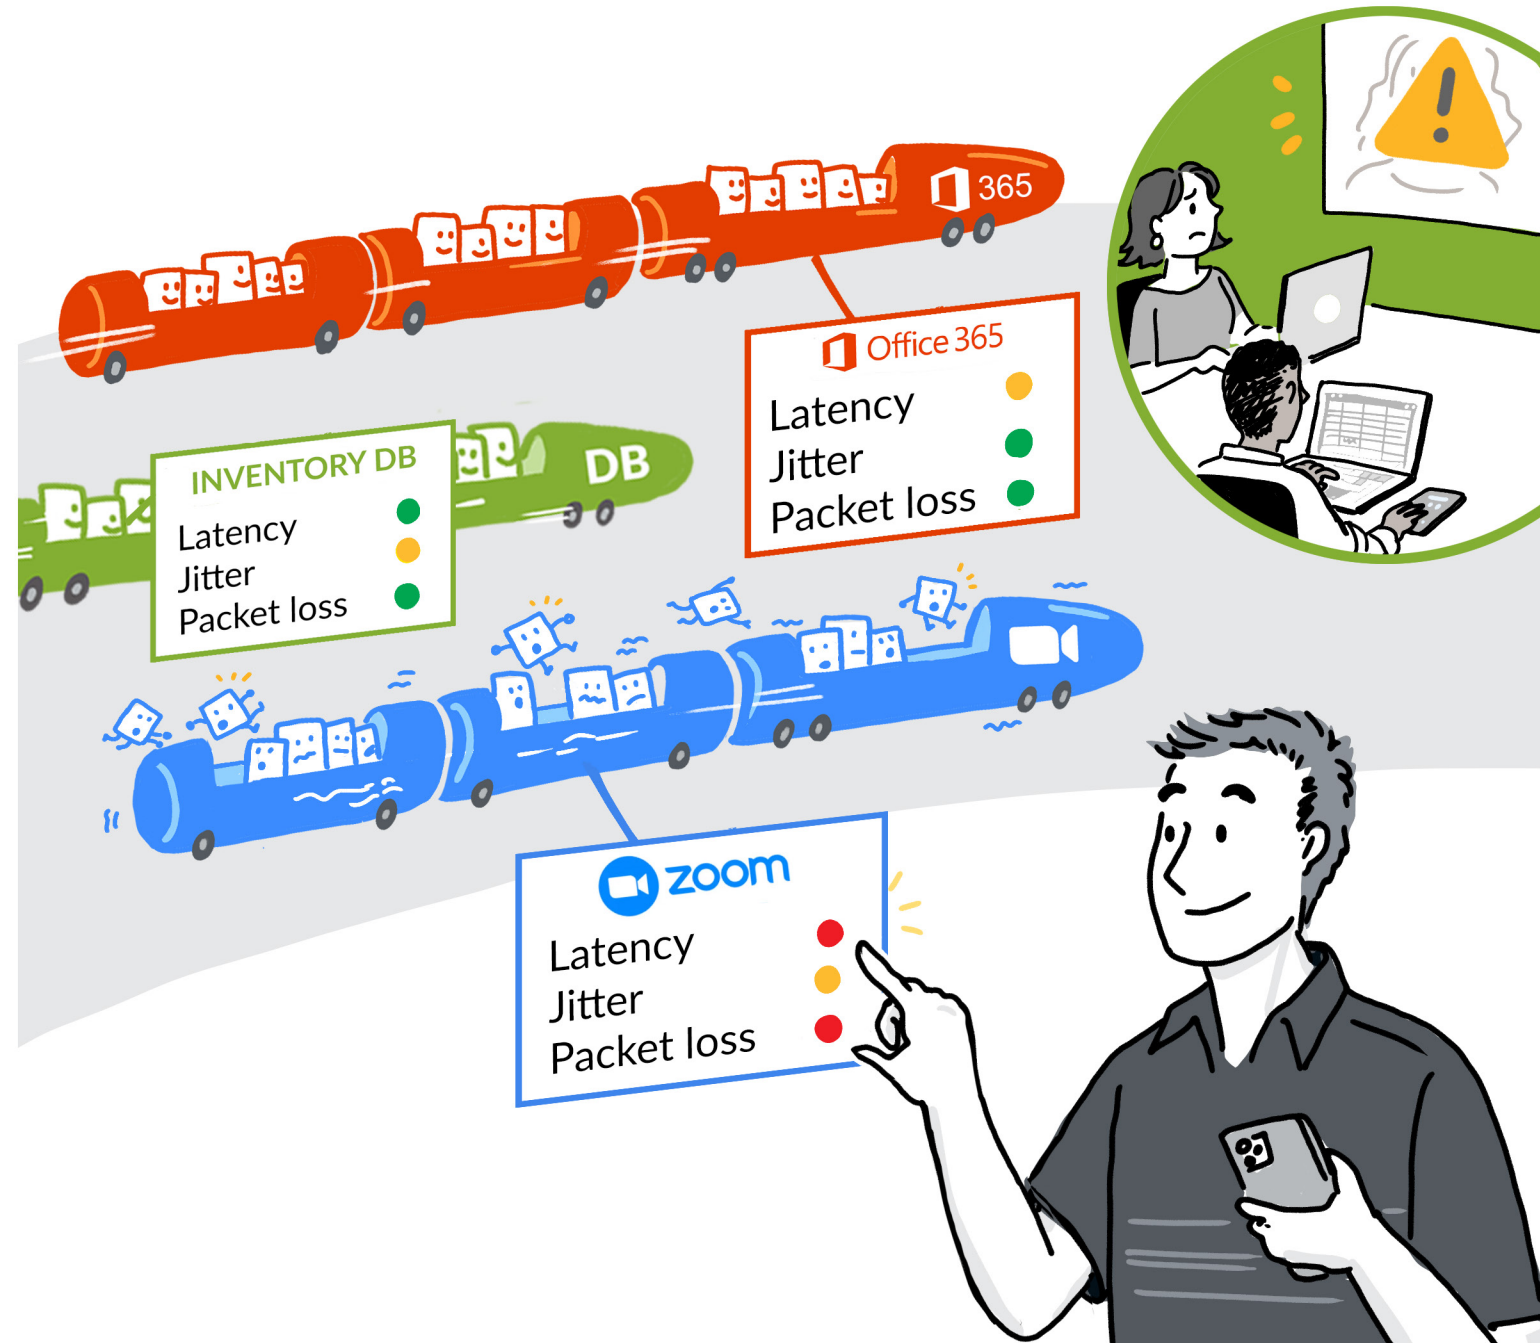 365
Office 365
Latency
Jitter
Packet loss
INVENTORY DB
Latency
Jitter
Packet loss
DB
zoom
Latency
Jitter
Packet loss